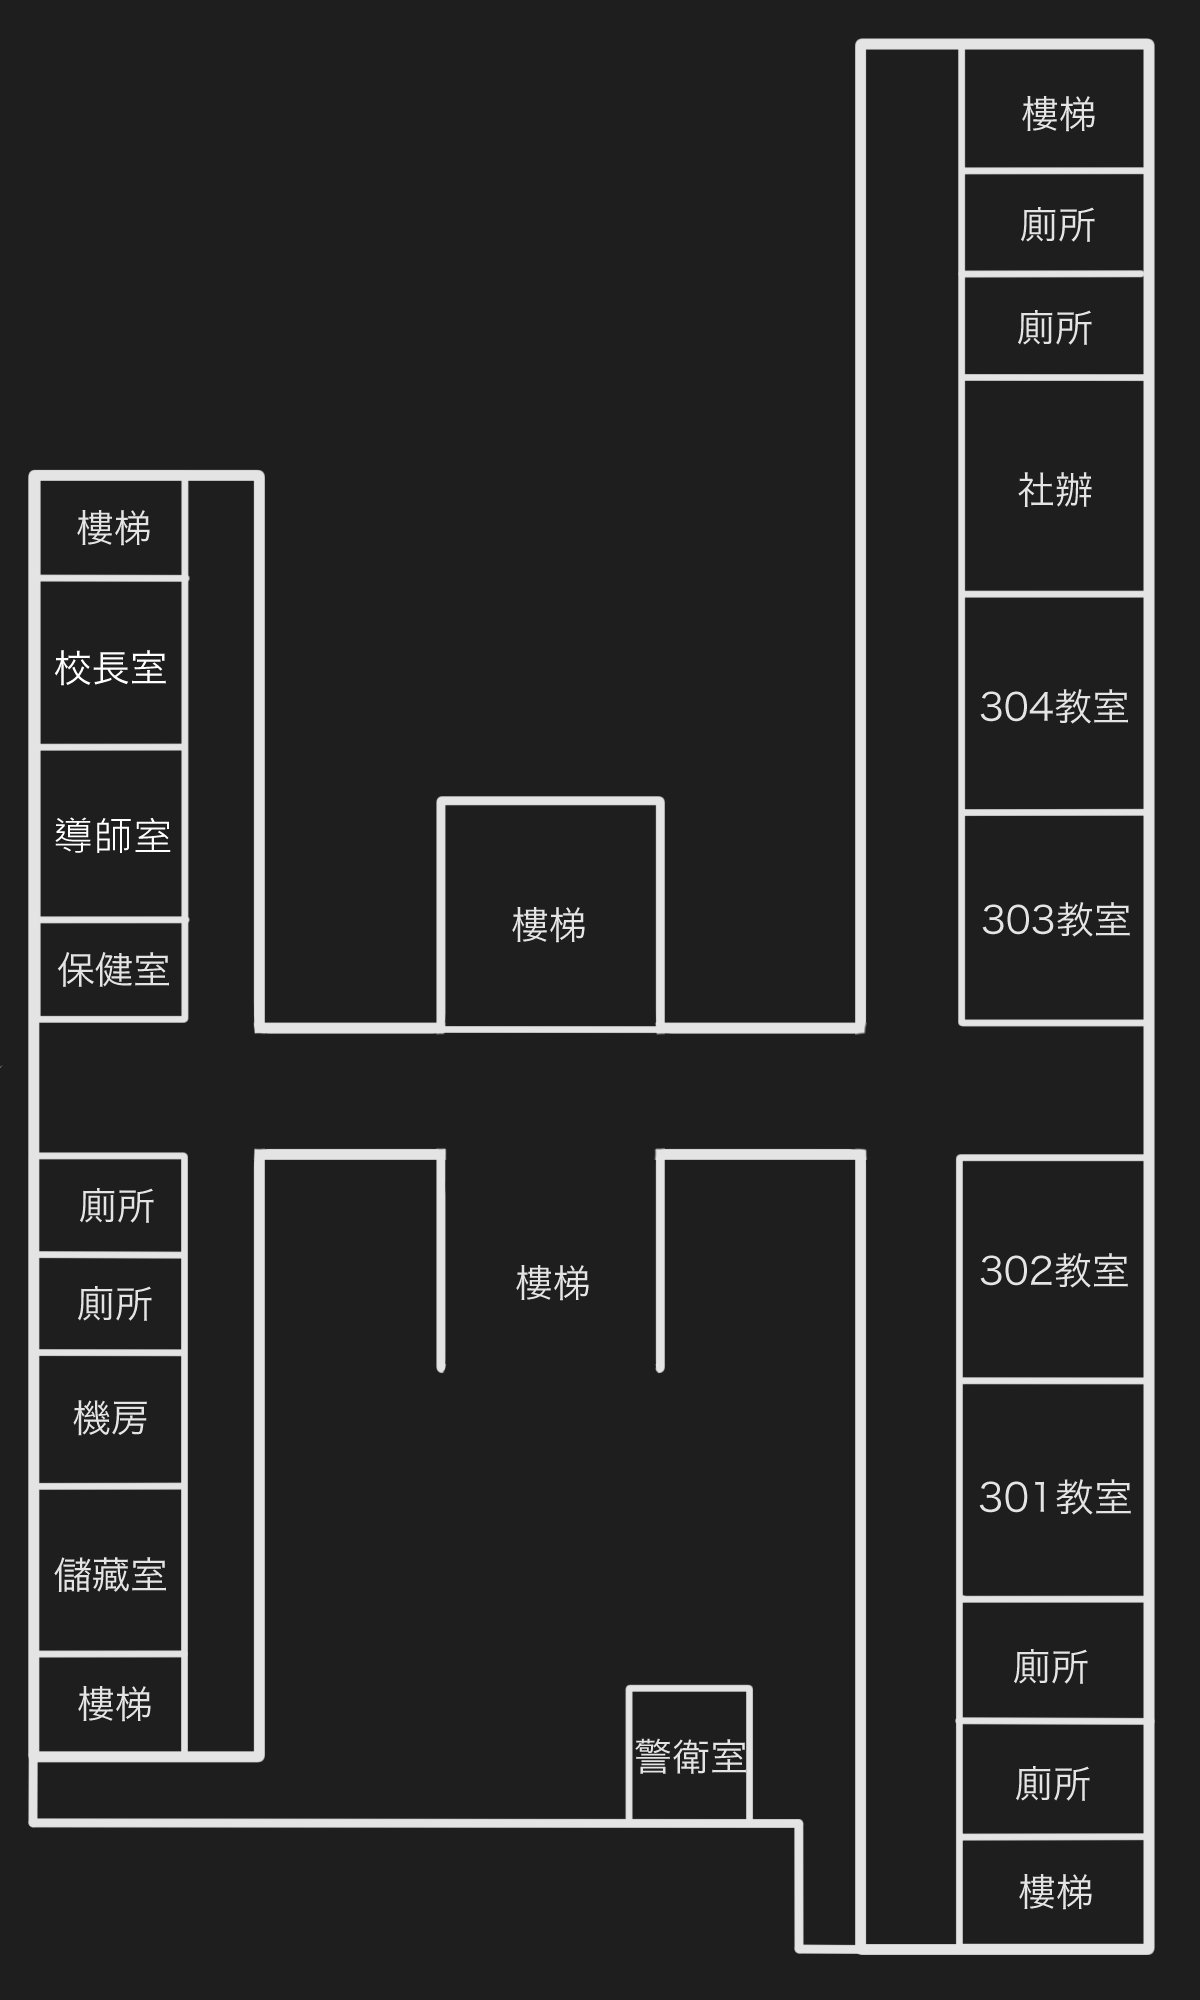 樓梯
廁所
廁所
社辦
304教室
303教室
樓梯
校長室
導師室
保健室
樓梯
樓梯
廁所
廁所
機房
儲藏室
樓梯
302教室
301教室
廁所
廁所
樓梯
警衛室